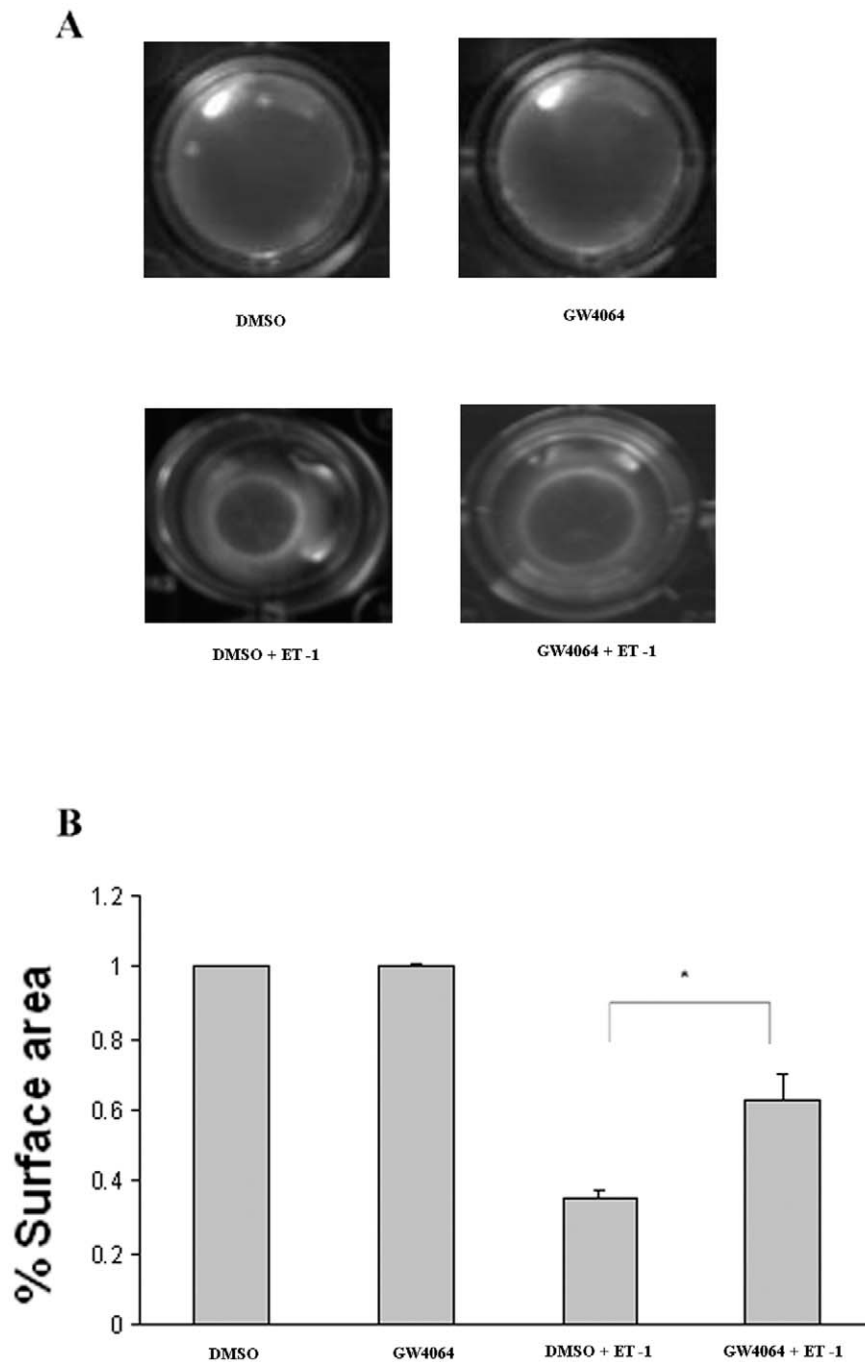 A
DMSO
GW4064
DMSO + ET -1
GW4064 + ET -1
B
% Surface area
1.2
1
0.8
0.6
0.4
0.2
0
*
DMSO
GW4064
DMSO + ET -1
GW4064 + ET -1